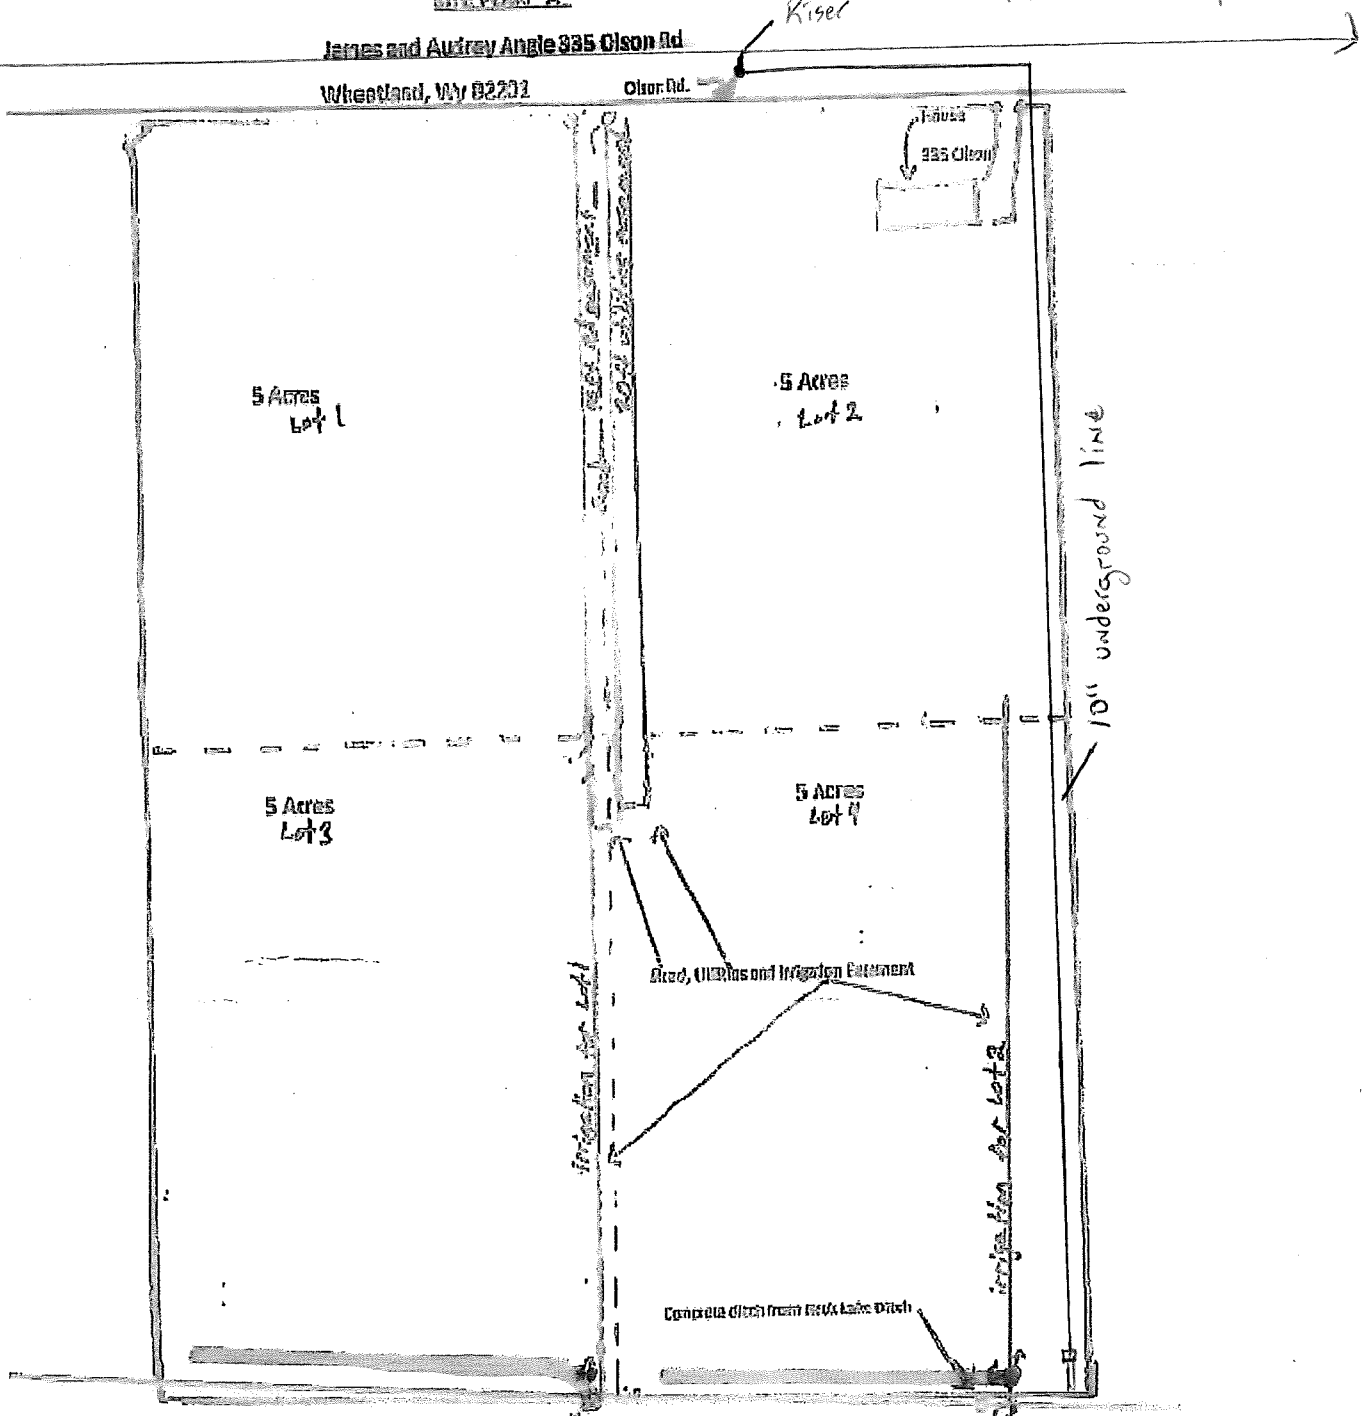 Riser
James and Audrey Angle 335 Olson Rd
Wheatland, Wy 82201
Olson Rd.
House
335 Olson
5 Acres
Lot 1
5 Acres
Lot 2
10" underground line
5 Acres
Lot 3
5 Acres
Lot 4
Road, Utilities and Irrigation Easement
irrigation for Lot 1
irrigation for Lot 2
Concrete ditch from Lake Ditch